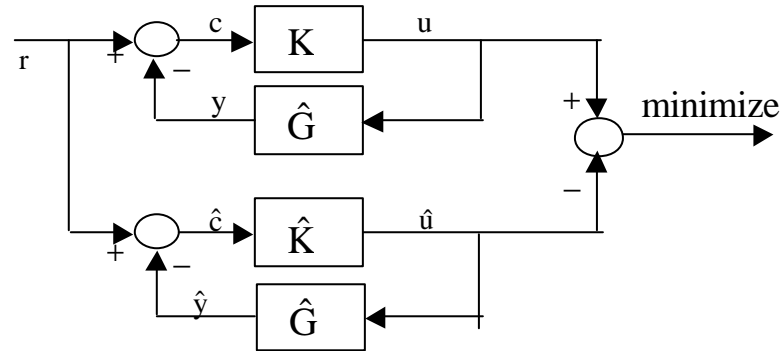 c K u
r + −
y Ĝ + minimize
−
ĉ K̂ û
+ −
ŷ Ĝ